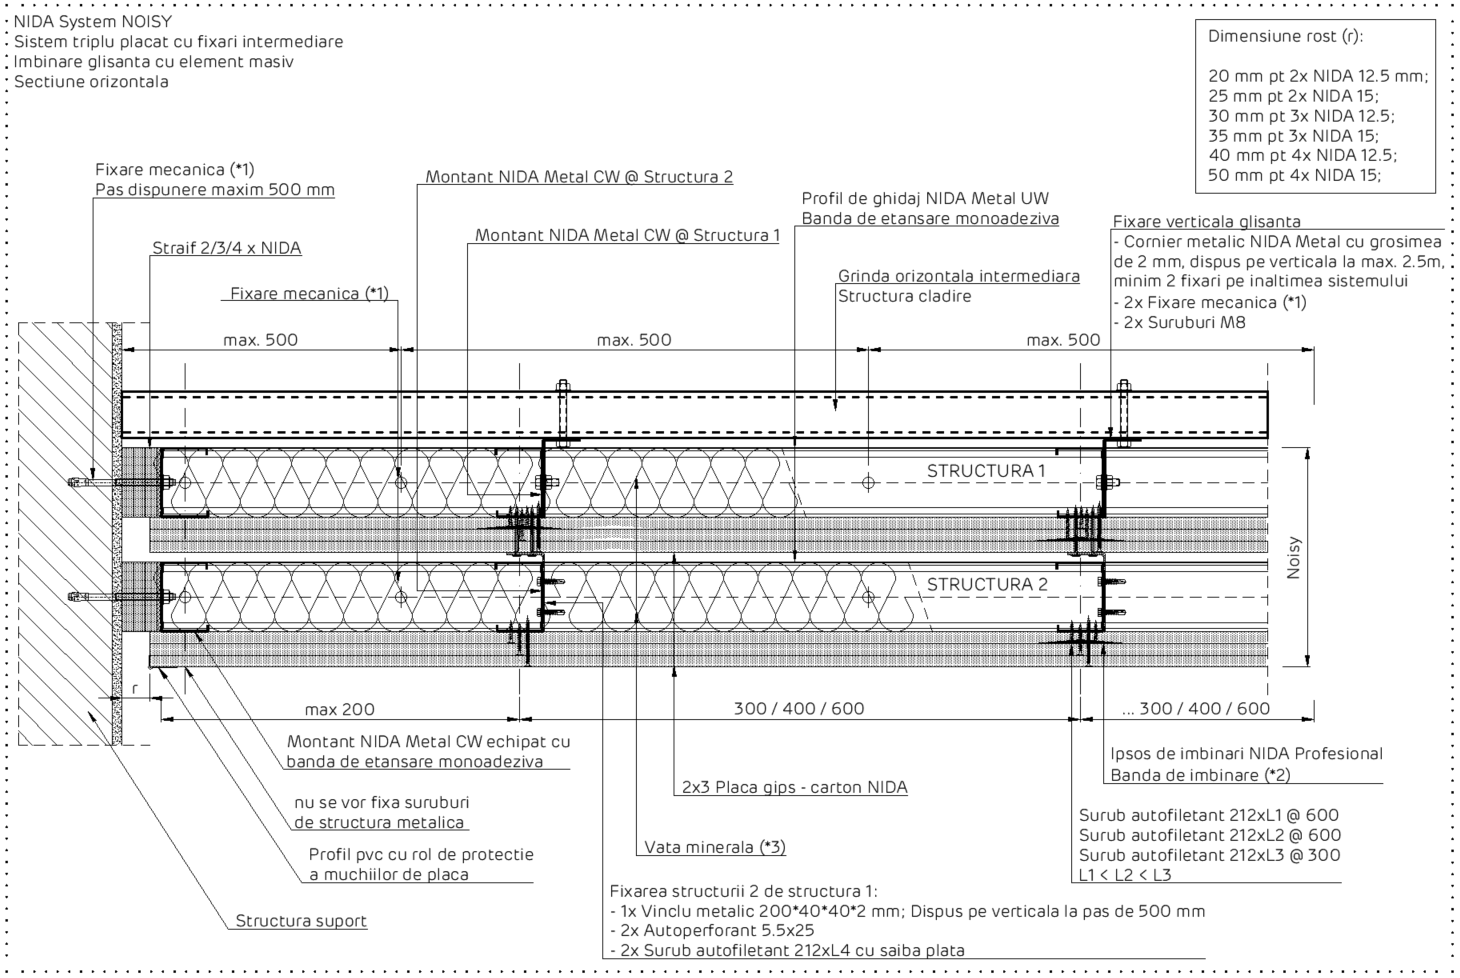 NIDA System NOISY
Sistem triplu placat cu fixari intermediare
Imbinare glisanta cu element masiv
Sectiune orizontala
Dimensiune rost (r):
20 mm pt 2x NIDA 12.5 mm;
25 mm pt 2x NIDA 15;
30 mm pt 3x NIDA 12.5;
35 mm pt 3x NIDA 15;
40 mm pt 4x NIDA 12.5;
50 mm pt 4x NIDA 15;
Fixare mecanica (*1)
Pas dispunere maxim 500 mm
Montant NIDA Metal CW @ Structura 2
Profil de ghidaj NIDA Metal UW
Banda de etansare monoadeziva
Fixare verticala glisanta
- Cornier metalic NIDA Metal cu grosimea
de 2 mm, dispus pe verticala la max. 2.5m,
minim 2 fixari pe inaltimea sistemului
- 2x Fixare mecanica (*1)
- 2x Suruburi M8
Straif 2/3/4 x NIDA
Montant NIDA Metal CW @ Structura 1
Fixare mecanica (*1)
Grinda orizontala intermediara
Structura cladire
max. 500
max. 500
max. 500
STRUCTURA 1
STRUCTURA 2
Noisy
r
max 200
300 / 400 / 600
... 300 / 400 / 600
Montant NIDA Metal CW echipat cu
banda de etansare monoadeziva
Ipsos de imbinari NIDA Profesional
Banda de imbinare (*2)
2x3 Placa gips - carton NIDA
nu se vor fixa suruburi
de structura metalica
Surub autofiletant 212xL1 @ 600
Surub autofiletant 212xL2 @ 600
Surub autofiletant 212xL3 @ 300
L1 < L2 < L3
Vata minerala (*3)
Profil pvc cu rol de protectie
a muchiilor de placa
Fixarea structurii 2 de structura 1:
- 1x Vinclu metalic 200*40*40*2 mm; Dispus pe verticala la pas de 500 mm
- 2x Autoperforant 5.5x25
- 2x Surub autofiletant 212xL4 cu saiba plata
Structura suport